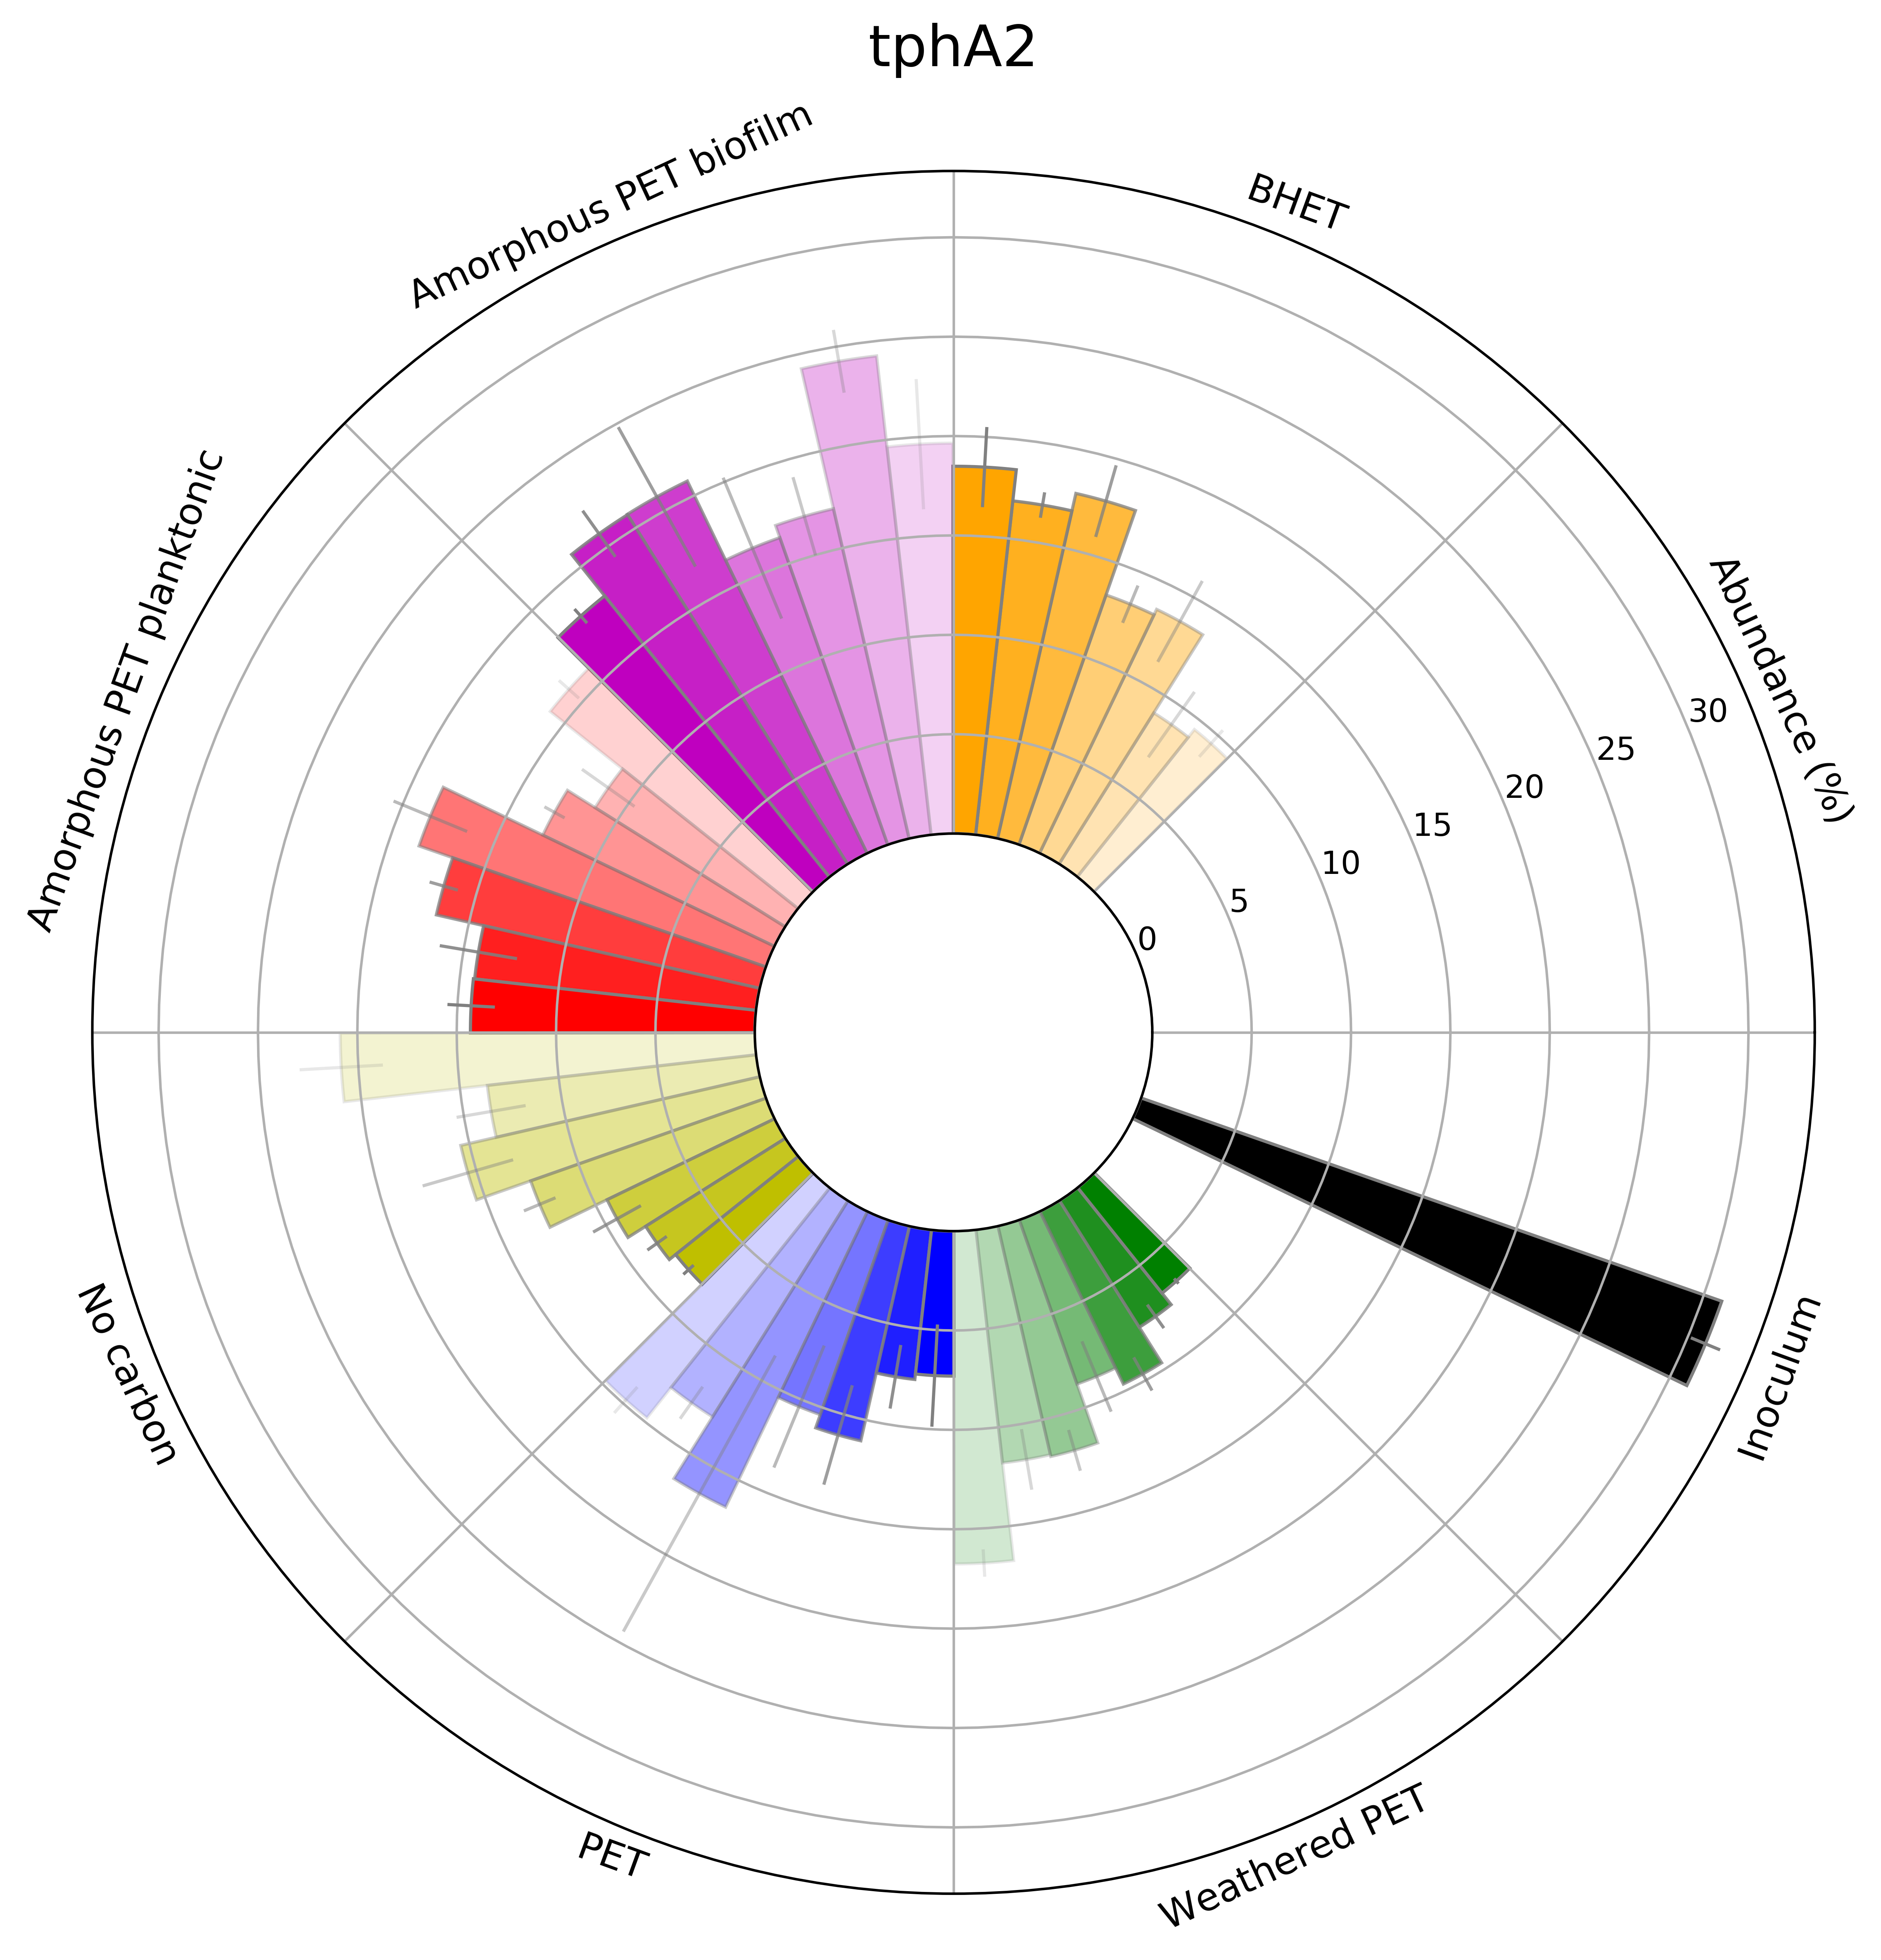 tphA2
Amorphous PET biofilm
BHET
Amorphous PET planktonic
Abundance (%)
30
25
20
15
10
5
0
No carbon
Inoculum
PET
Weathered PET